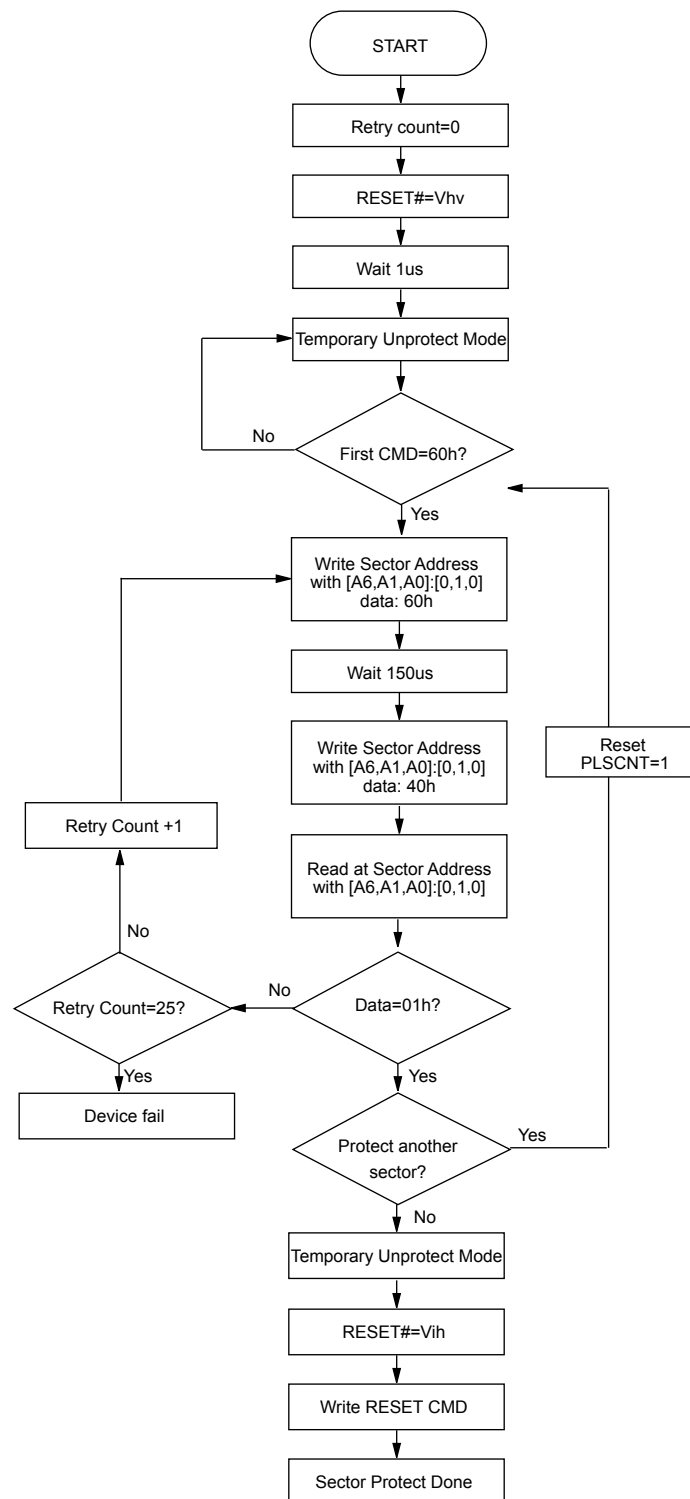 START
Retry count=0
RESET#=Vhv
Wait 1us
Temporary Unprotect Mode
No
First CMD=60h?
Yes
Write Sector Address
with [A6,A1,A0]:[0,1,0]
data: 60h
Wait 150us
Write Sector Address
with [A6,A1,A0]:[0,1,0]
data: 40h
Reset
PLSCNT=1
Retry Count +1
Read at Sector Address
with [A6,A1,A0]:[0,1,0]
No
Retry Count=25?
No
Data=01h?
Yes
Yes
Device fail
Protect another
sector?
Yes
No
Temporary Unprotect Mode
RESET#=Vih
Write RESET CMD
Sector Protect Done